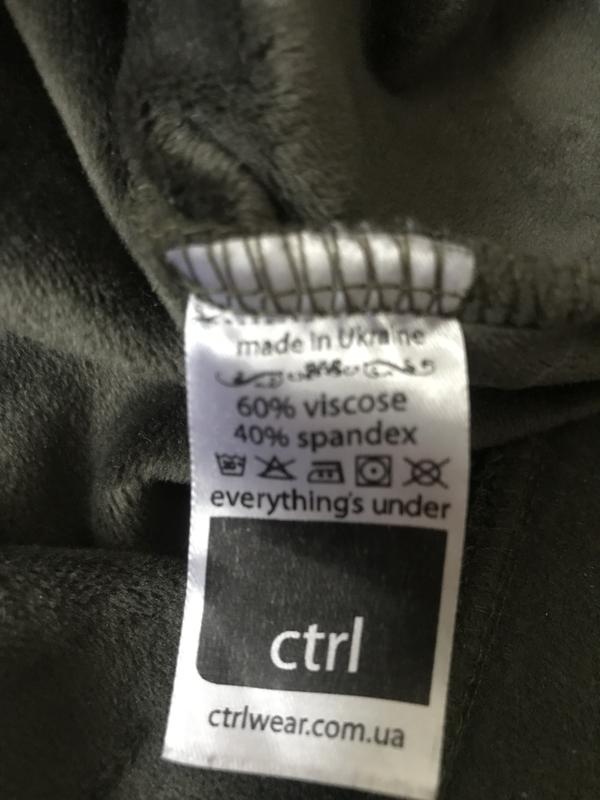 made in Ukraine
60% viscose
40% spandex
everything's under
ctrl
ctrlwear.com.ua